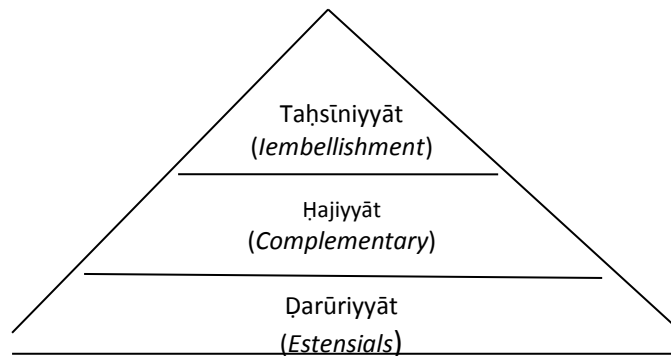 Taḥsīniyyāt
(Iembellishment)
Ḥajiyyāt
(Complementary)
Ḍarūriyyāt
(Estensials)